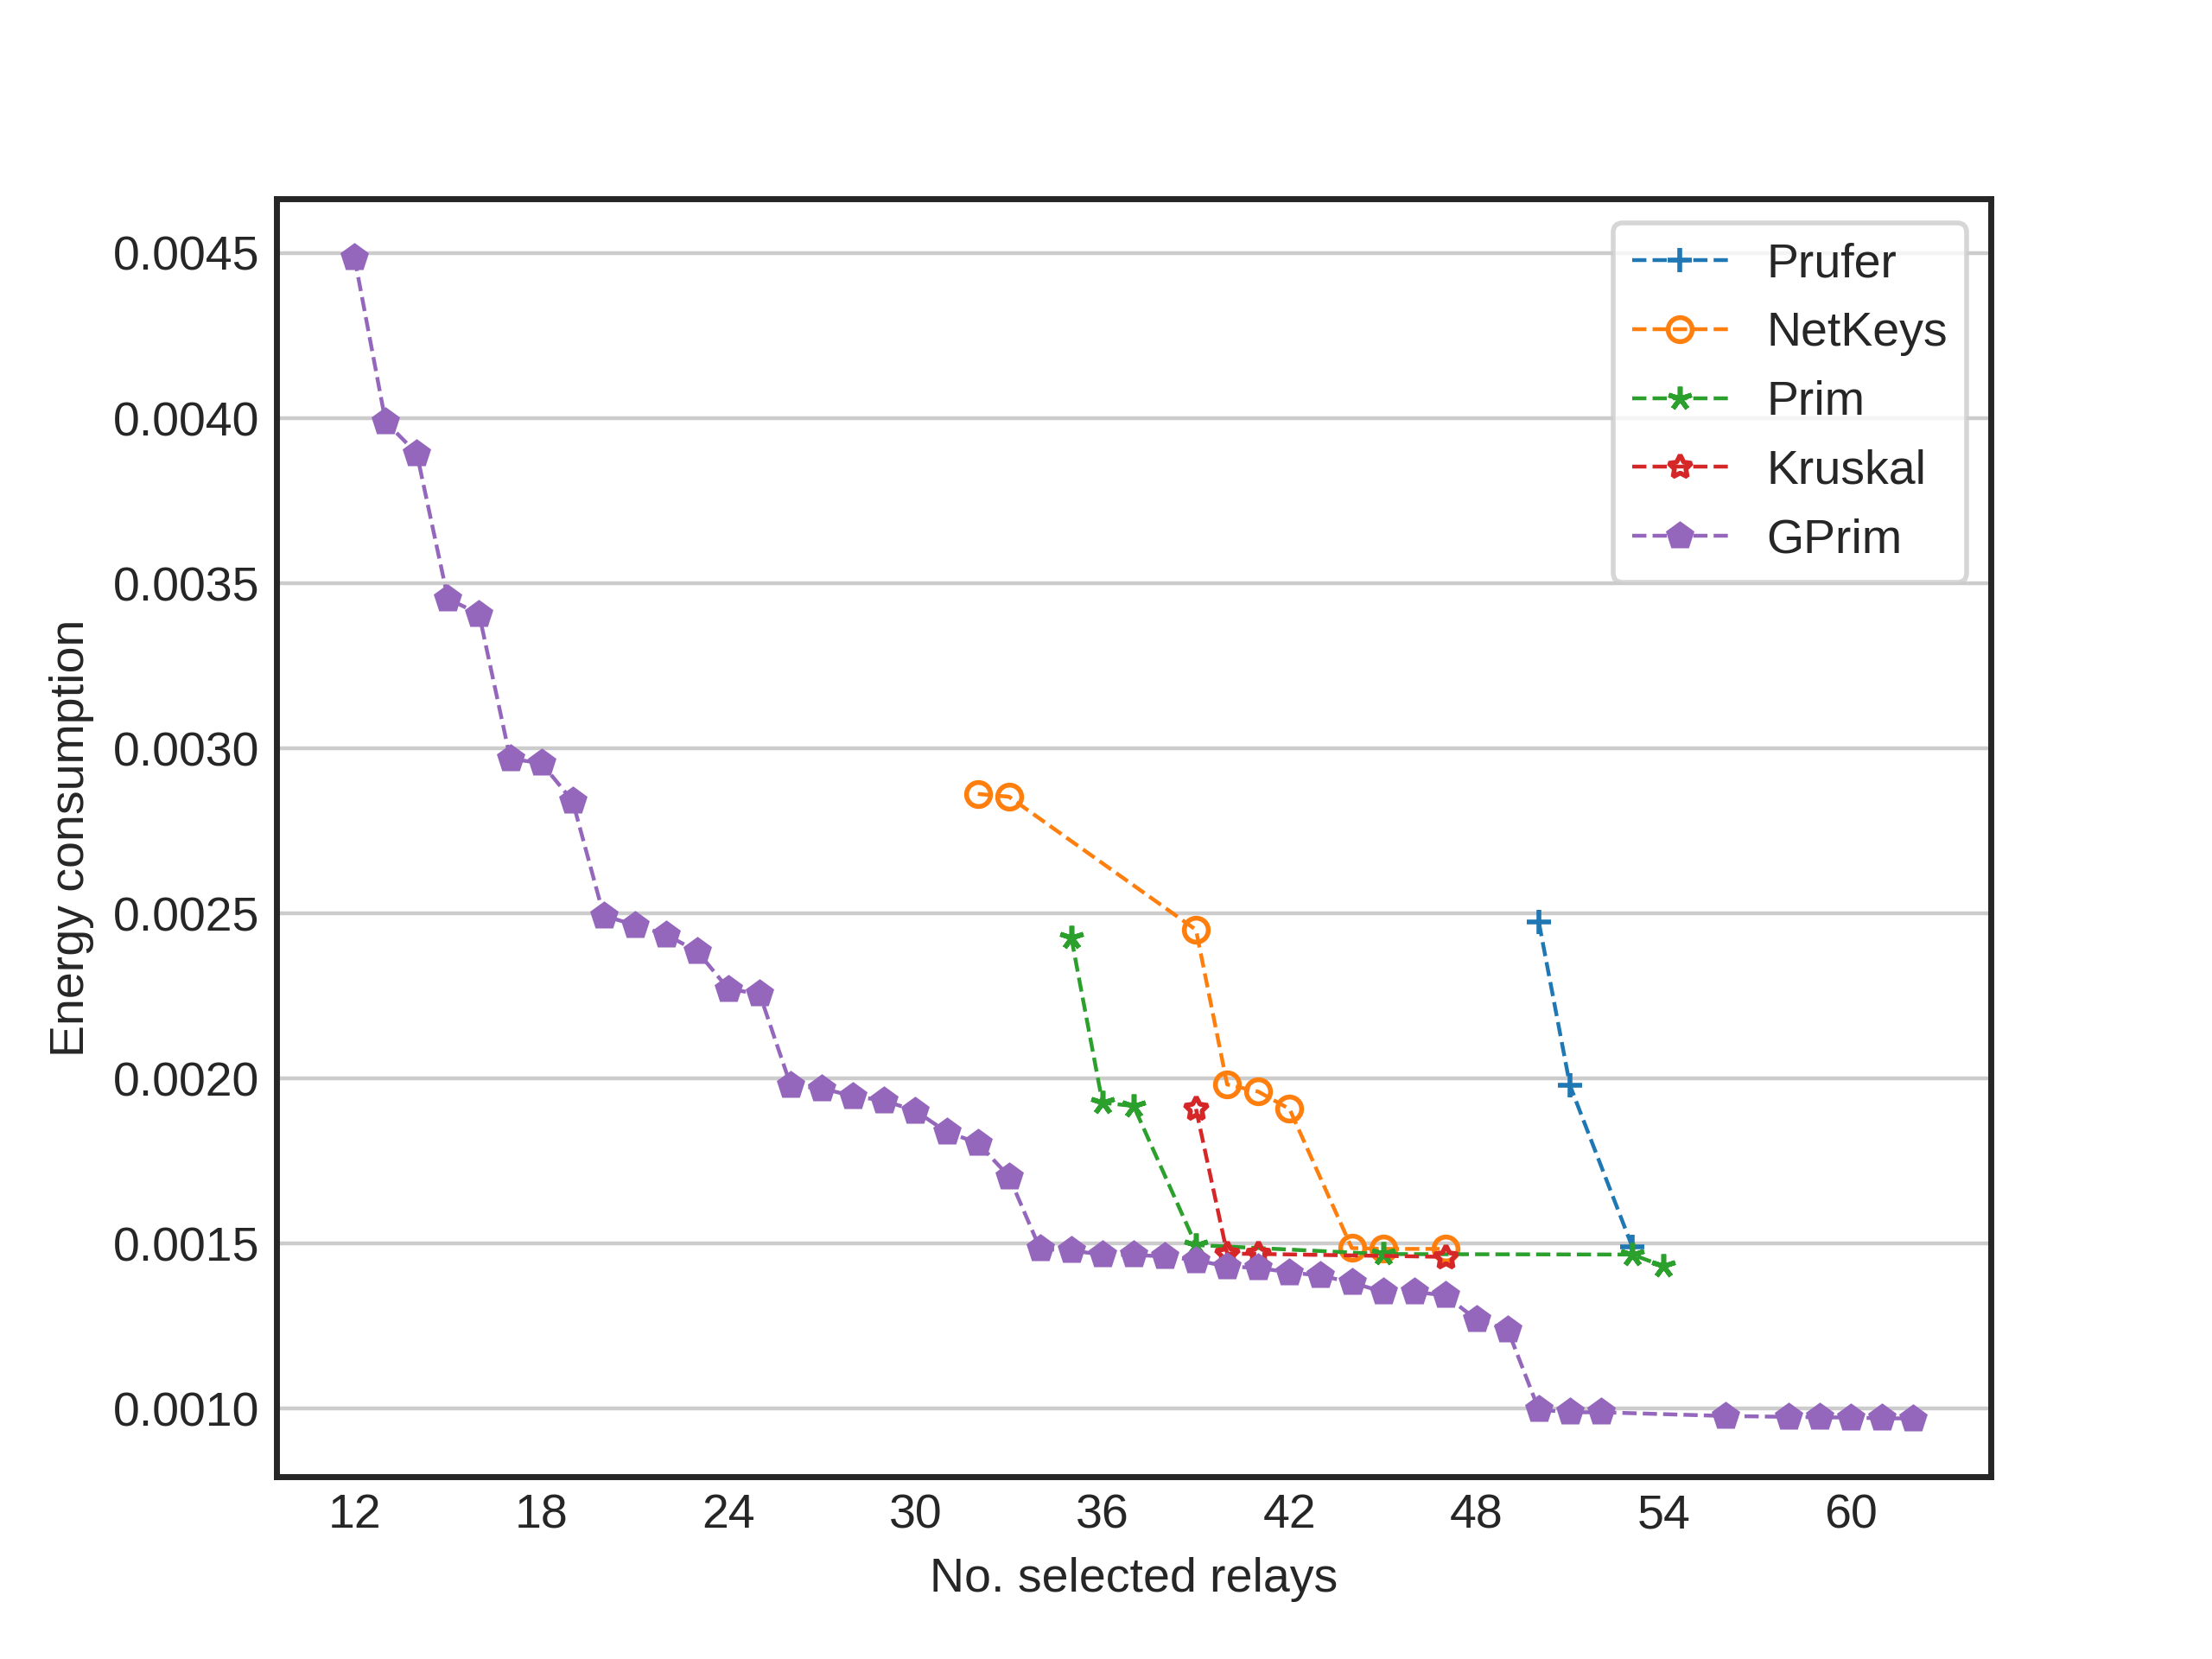 Prufer
NetKeys
Prim
Kruskal
GPrim
Energy consumption
0.0045
0.0040
0.0035
0.0030
0.0025
0.0020
0.0015
0.0010
12 18 24 30 36 42 48 54 60
No. selected relays